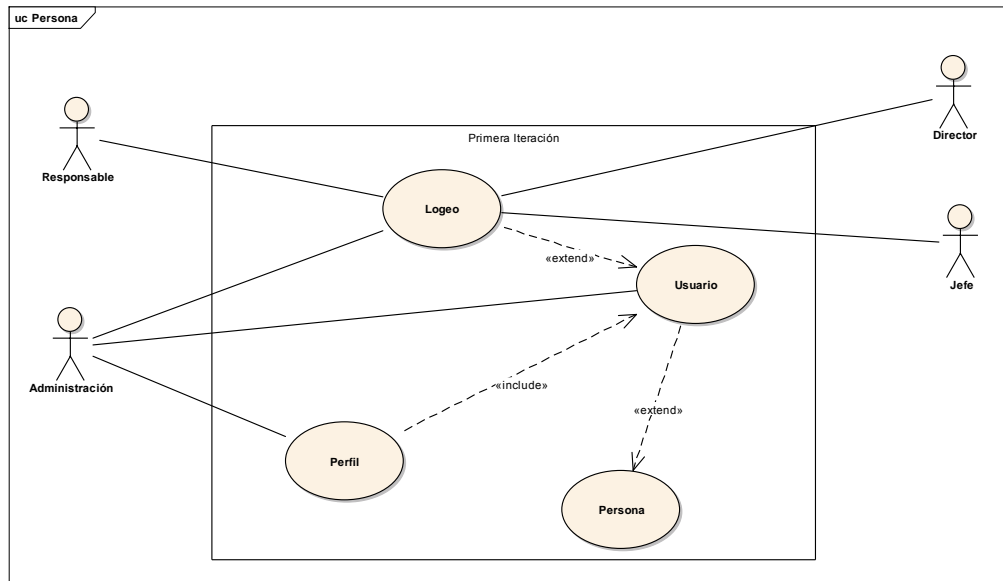 uc Persona
Director
Responsable
Primera Iteración
Logeo
Jefe
«extend»
Usuario
Administración
«include»
«extend»
Perfil
Persona